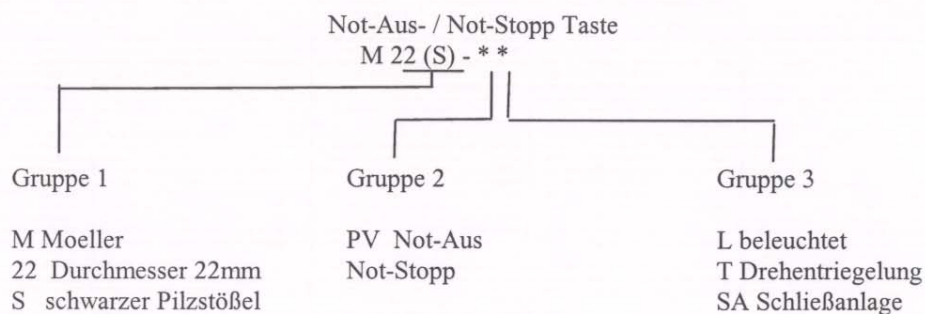 Not-Aus- / Not-Stopp Taste
M 22 (S) - * *
Gruppe 1
Gruppe 2
Gruppe 3
M Moeller
22 Durchmesser 22mm
S schwarzer Pilzstößel
PV Not-Aus
Not-Stopp
L beleuchtet
T Drehentriegelung
SA Schließanlage